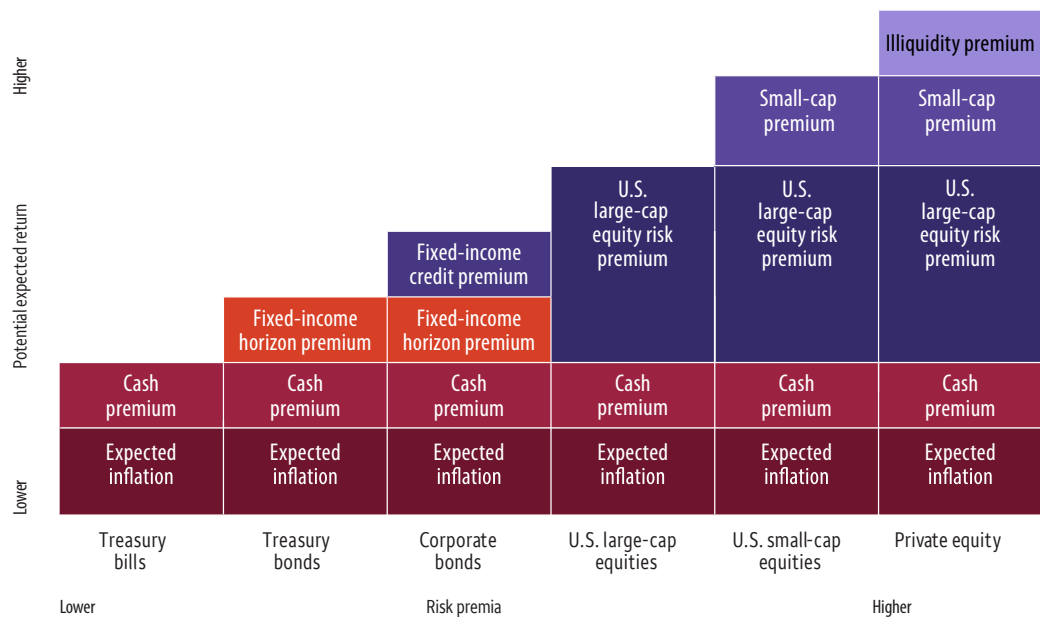 Higher
Potential expected return
Lower
Illiquidity premium
Small-cap
premium
Small-cap
premium
U.S.
large-cap
equity risk
premium
U.S.
large-cap
equity risk
premium
U.S.
large-cap
equity risk
premium
Fixed-income
credit premium
Fixed-income
horizon premium
Fixed-income
horizon premium
Cash
premium
Cash
premium
Cash
premium
Cash
premium
Cash
premium
Cash
premium
Expected
inflation
Expected
inflation
Expected
inflation
Expected
inflation
Expected
inflation
Expected
inflation
Treasury
bills
Treasury
bonds
Corporate
bonds
U.S. large-cap
equities
U.S. small-cap
equities
Private equity
Lower
Risk premia
Higher